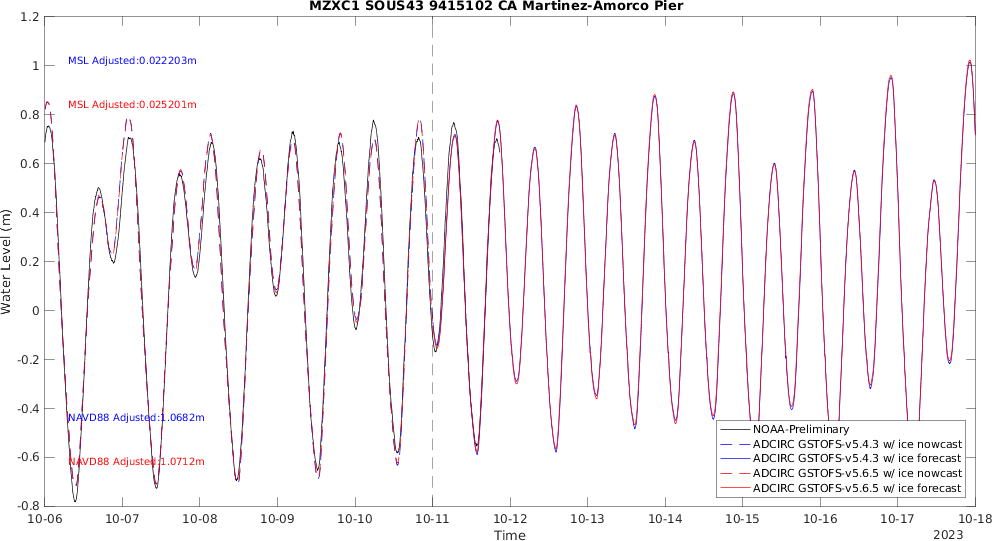 MZXC1 SOUS43 9415102 CA Martinez-Amorco Pier
1.2
1
0.8
0.6
0.4
0.2
0
-0.2
-0.4
-0.6
-0.8
Water Level (m)
MSL Adjusted:0.022203m
MSL Adjusted:0.025201m
NAVD88 Adjusted:1.0682m
NAVD88 Adjusted:1.0712m
NOAA-Preliminary
ADCIRC GSTOFS-v5.4.3 w/ ice nowcast
ADCIRC GSTOFS-v5.4.3 w/ ice forecast
ADCIRC GSTOFS-v5.6.5 w/ ice nowcast
ADCIRC GSTOFS-v5.6.5 w/ ice forecast
10-06 10-07 10-08 10-09 10-10 10-11 10-12 10-13 10-14 10-15 10-16 10-17 10-18
Time
2023